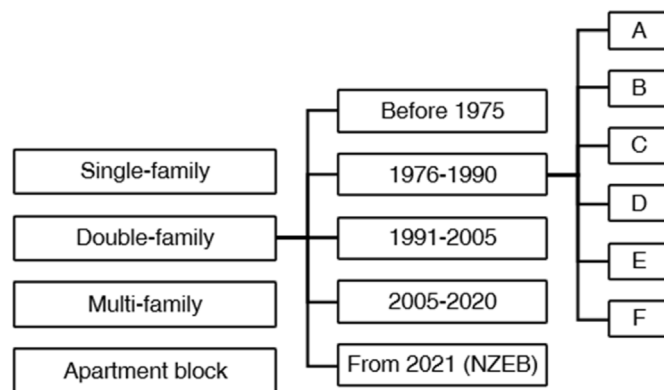 Single-family
Double-family
Multi-family
Apartment block
Before 1975
1976-1990
1991-2005
2005-2020
From 2021 (NZEB)
A
B
C
D
E
F